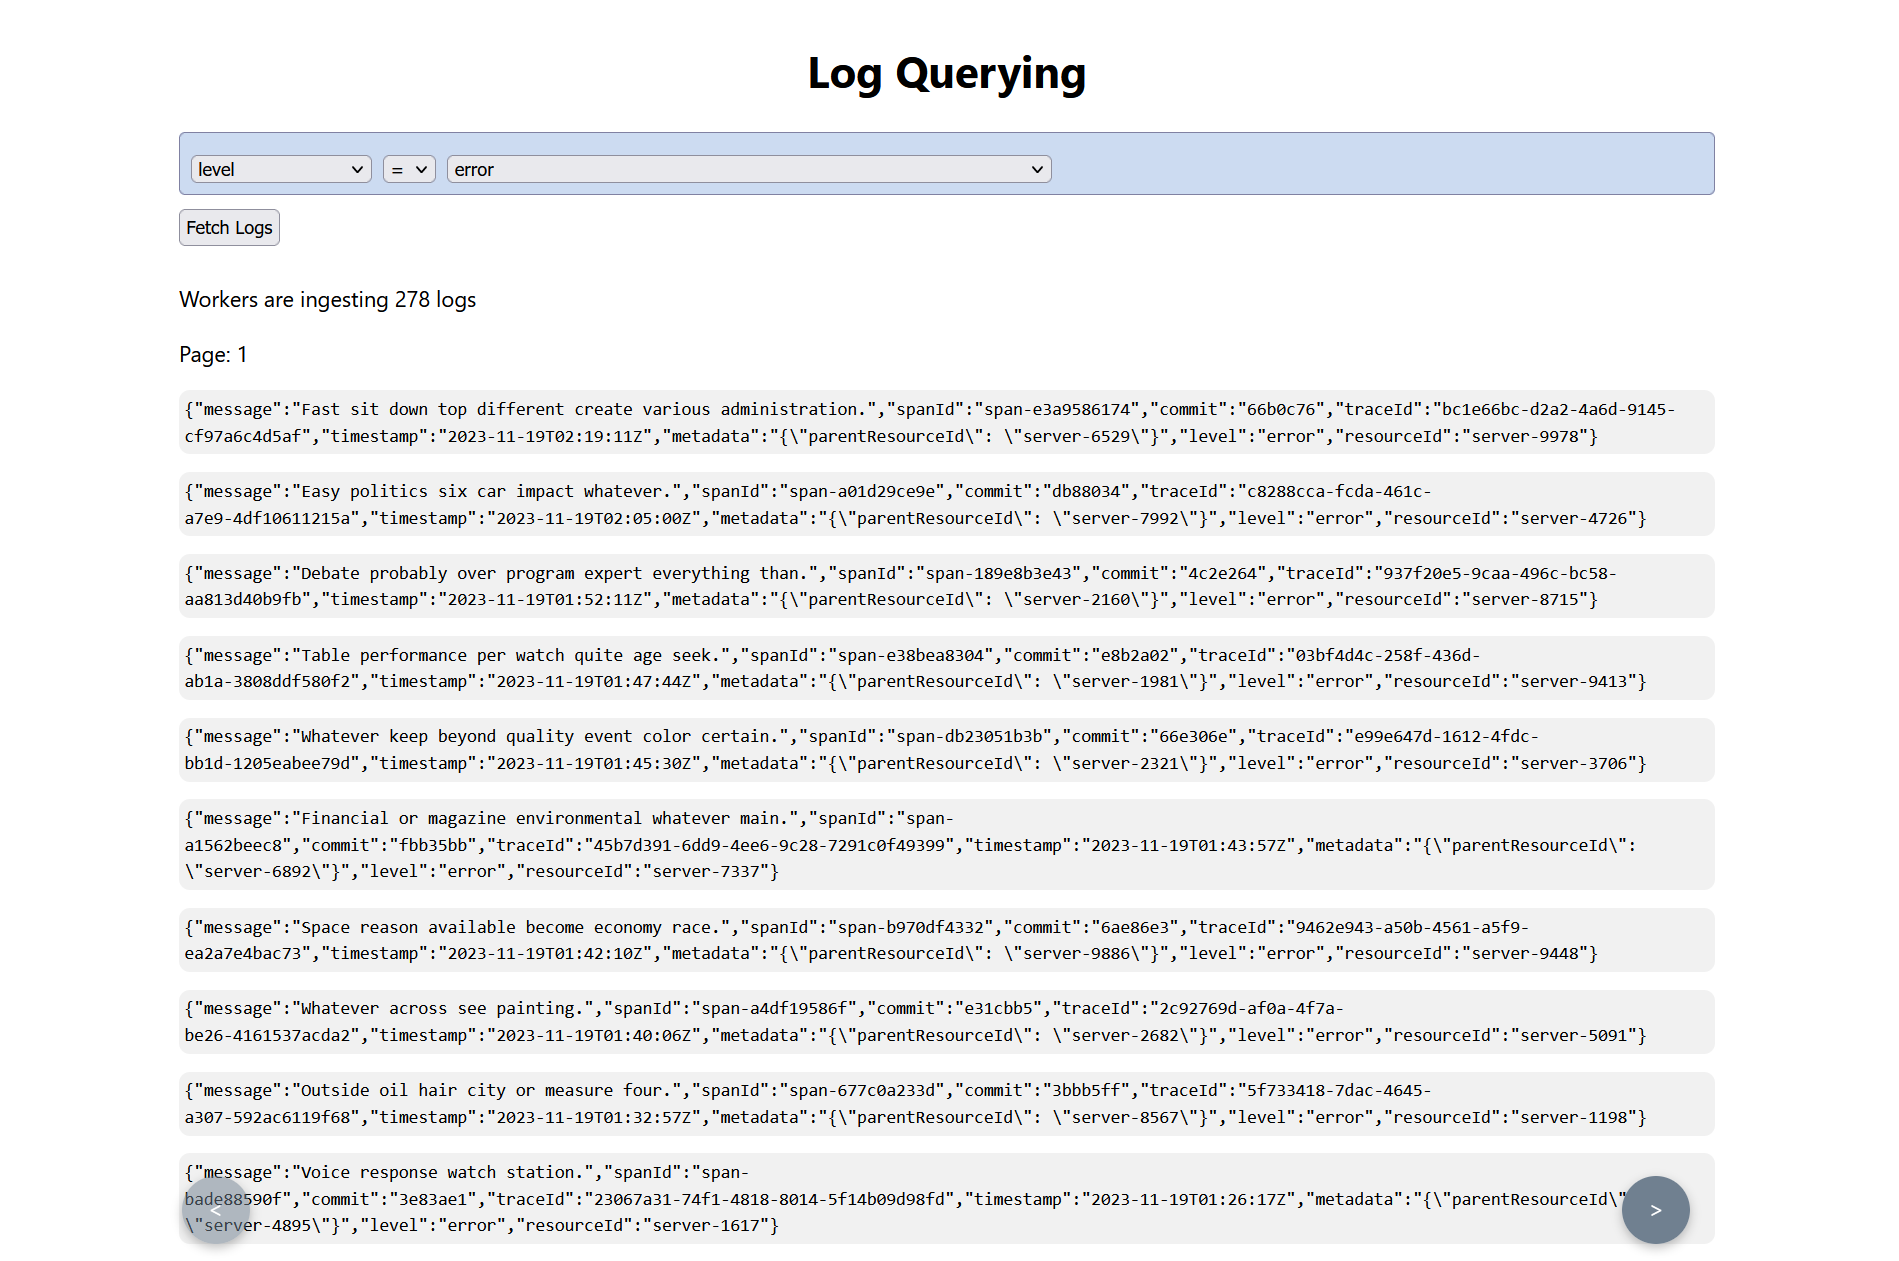 Log Querying
level = error
Fetch Logs
Workers are ingesting 278 logs
Page: 1
{"message":"Fast sit down top different create various administration.","spanId":"span-e3a9586174","commit":"66b0c76","traceId":"bc1e66bc-d2a2-4a6d-9145-
cf97a6c4d5af","timestamp":"2023-11-19T02:19:11Z","metadata":"{\"parentResourceId\": \"server-6529\"}","level":"error","resourceId":"server-9978"}
{"message":"Easy politics six car impact whatever.","spanId":"span-a01d29ce9e","commit":"db88034","traceId":"c8288cca-fcda-461c-
a7e9-4df10611215a","timestamp":"2023-11-19T02:05:00Z","metadata":"{\"parentResourceId\": \"server-7992\"}","level":"error","resourceId":"server-4726"}
{"message":"Debate probably over program expert everything than.","spanId":"span-189e8b3e43","commit":"4c2e264","traceId":"937f20e5-9caa-496c-bc58-
aa813d40b9fb","timestamp":"2023-11-19T01:52:11Z","metadata":"{\"parentResourceId\": \"server-2160\"}","level":"error","resourceId":"server-8715"}
{"message":"Table performance per watch quite age seek.","spanId":"span-e38bea8304","commit":"e8b2a02","traceId":"03bf4d4c-258f-436d-
ab1a-3808ddf580f2","timestamp":"2023-11-19T01:47:44Z","metadata":"{\"parentResourceId\": \"server-1981\"}","level":"error","resourceId":"server-9413"}
{"message":"Whatever keep beyond quality event color certain.","spanId":"span-db23051b3b","commit":"66e306e","traceId":"e99e647d-1612-4fdc-
bb1d-1205eabee79d","timestamp":"2023-11-19T01:45:30Z","metadata":"{\"parentResourceId\": \"server-2321\"}","level":"error","resourceId":"server-3706"}
{"message":"Financial or magazine environmental whatever main.","spanId":"span-
a1562beec8","commit":"fbb35bb","traceId":"45b7d391-6dd9-4ee6-9c28-7291c0f49399","timestamp":"2023-11-19T01:43:57Z","metadata":"{\"parentResourceId\":
\"server-6892\"}","level":"error","resourceId":"server-7337"}
{"message":"Space reason available become economy race.","spanId":"span-b970df4332","commit":"6ae86e3","traceId":"9462e943-a50b-4561-a5f9-
ea2a7e4bac73","timestamp":"2023-11-19T01:42:10Z","metadata":"{\"parentResourceId\": \"server-9886\"}","level":"error","resourceId":"server-9448"}
{"message":"Whatever across see painting.","spanId":"span-a4df19586f","commit":"e31cbb5","traceId":"2c92769d-af0a-4f7a-
be26-4161537acda2","timestamp":"2023-11-19T01:40:06Z","metadata":"{\"parentResourceId\": \"server-2682\"}","level":"error","resourceId":"server-5091"}
{"message":"Outside oil hair city or measure four.","spanId":"span-677c0a233d","commit":"3bbb5ff","traceId":"5f733418-7dac-4645-
a307-592ac6119f68","timestamp":"2023-11-19T01:32:57Z","metadata":"{\"parentResourceId\": \"server-8567\"}","level":"error","resourceId":"server-1198"}
{"message":"Voice response watch station.","spanId":"span-
bade88590f","commit":"3e83ae1","traceId":"23067a31-74f1-4818-8014-5f14b09d98fd","timestamp":"2023-11-19T01:26:17Z","metadata":"{\"parentResourceId\"
< >
\"server-4895\"}","level":"error","resourceId":"server-1617"}